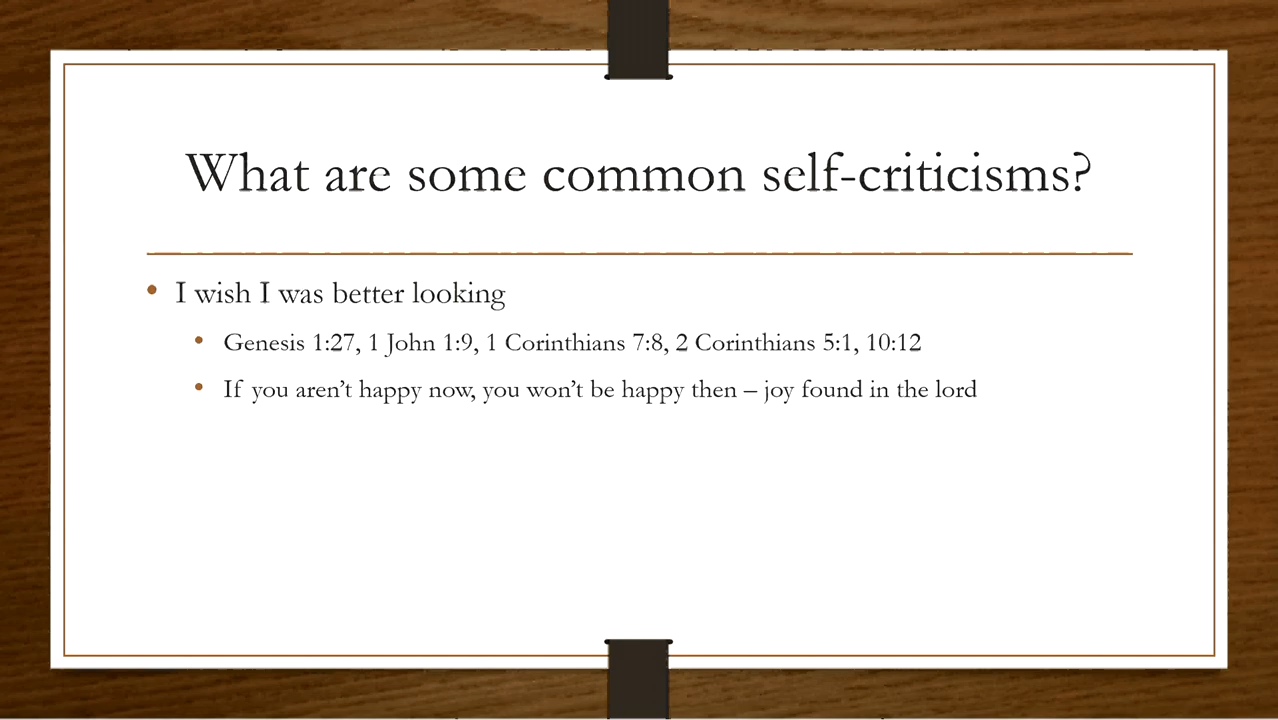 What are some common self-criticisms?
• I wish I was better looking
• Genesis 1:27, 1 John 1:9, 1 Corinthians 7:8, 2 Corinthians 5:1, 10:12
• If you aren’t happy now, you won’t be happy then – joy found in the lord